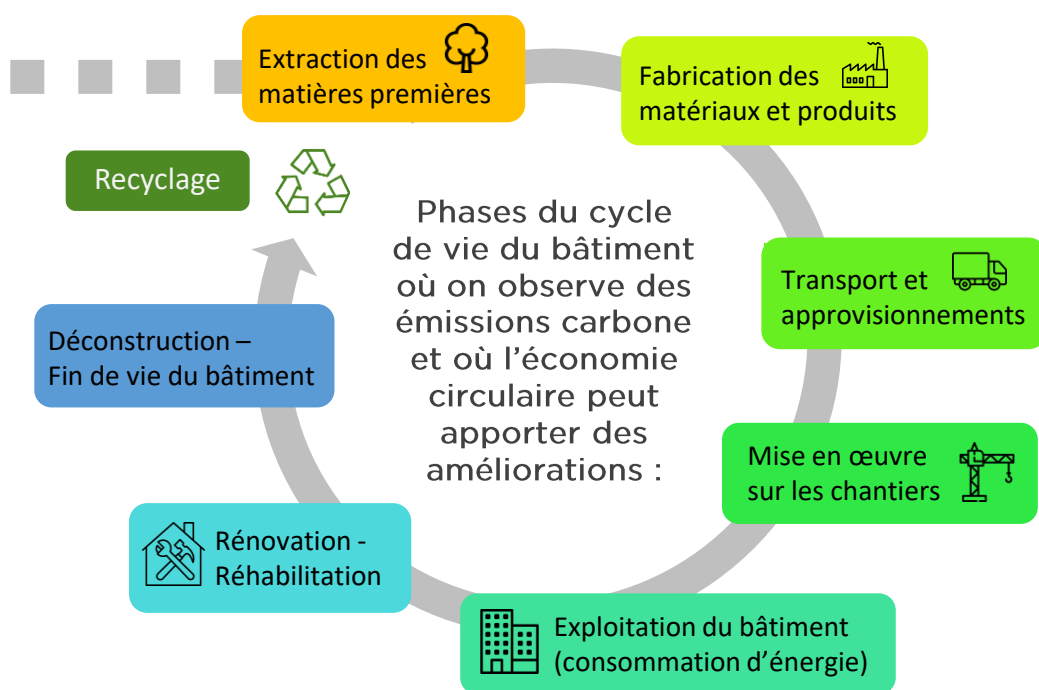 Extraction des
matières premières
Fabrication des
matériaux et produits
Recyclage
Phases du cycle
de vie du bâtiment
où on observe des
émissions carbone
et où l’économie
circulaire peut
apporter des
améliorations :
Transport et
approvisionnements
Mise en œuvre
sur les chantiers
Exploitation du bâtiment
(consommation d’énergie)
Rénovation -
Réhabilitation
Déconstruction –
Fin de vie du bâtiment